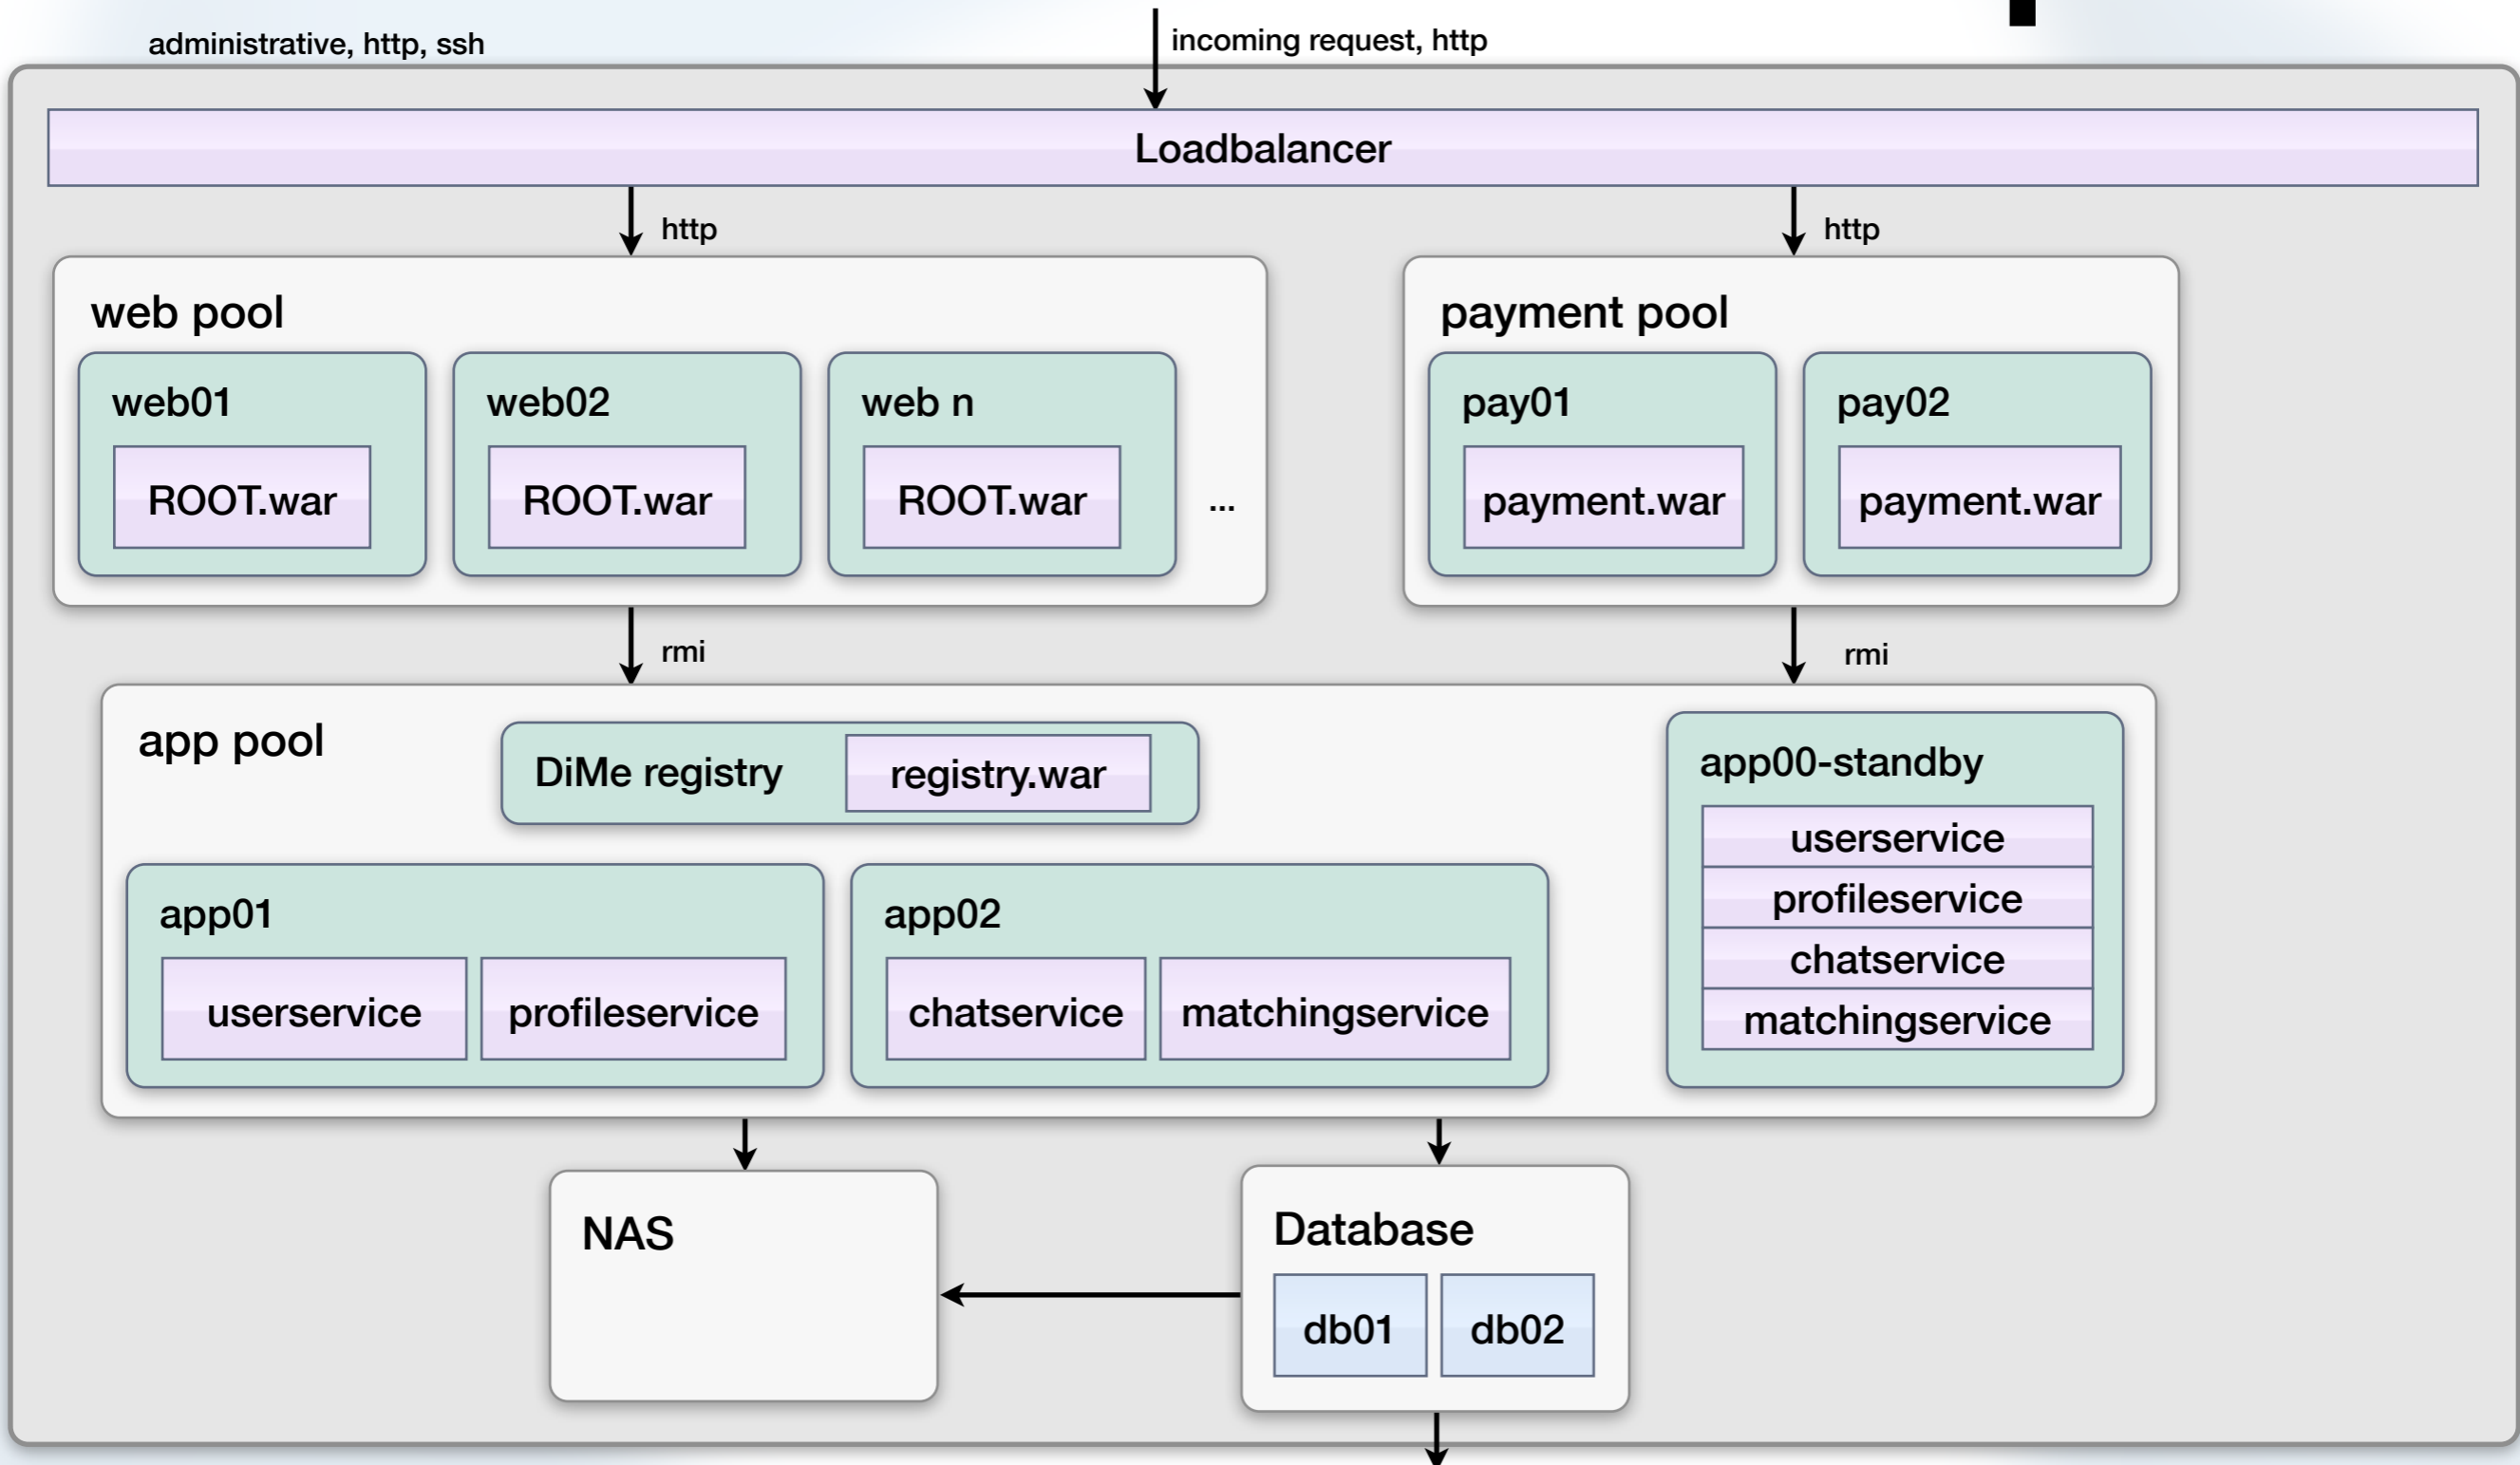 administrative, http, ssh
incoming request, http
Loadbalancer
http
http
web pool
payment pool
web01
web02
web n
pay01
pay02
ROOT.war
ROOT.war
ROOT.war
...
payment.war
payment.war
rmi
rmi
app pool
DiMe registry
registry.war
app00-standby
userservice
profileservice
chatservice
matchingservice
app01
app02
userservice
profileservice
chatservice
matchingservice
NAS
Database
db01
db02